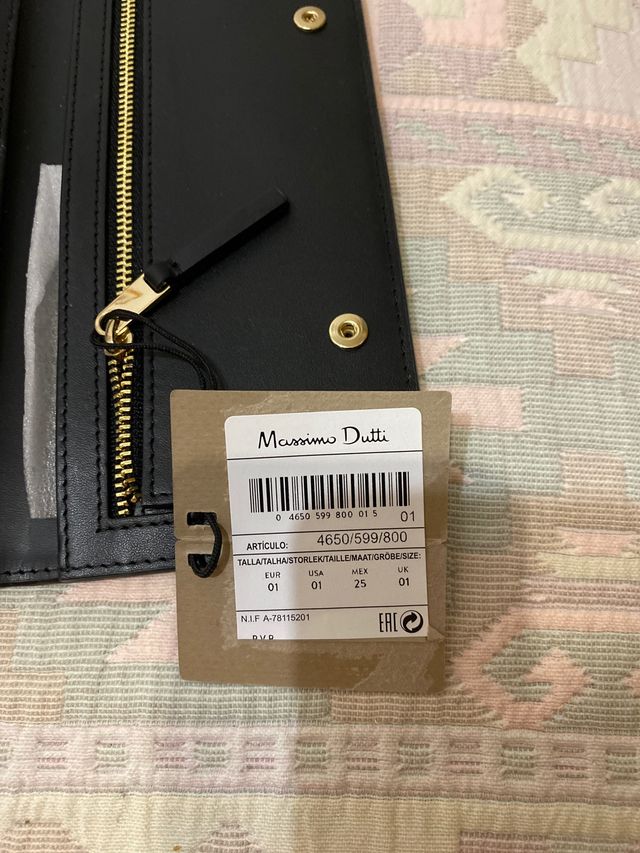 Massimo Dutti
0 4650 599 800 01 5
01
ARTÍCULO: 4650/599/800
TALLA/TALHA/STORLEK/TAILLE/MAAT/GRÖBE/SIZE:
EUR USA MEX UK
01 01 25 01
N.I.F A-78115201
EAC
P.V.P.